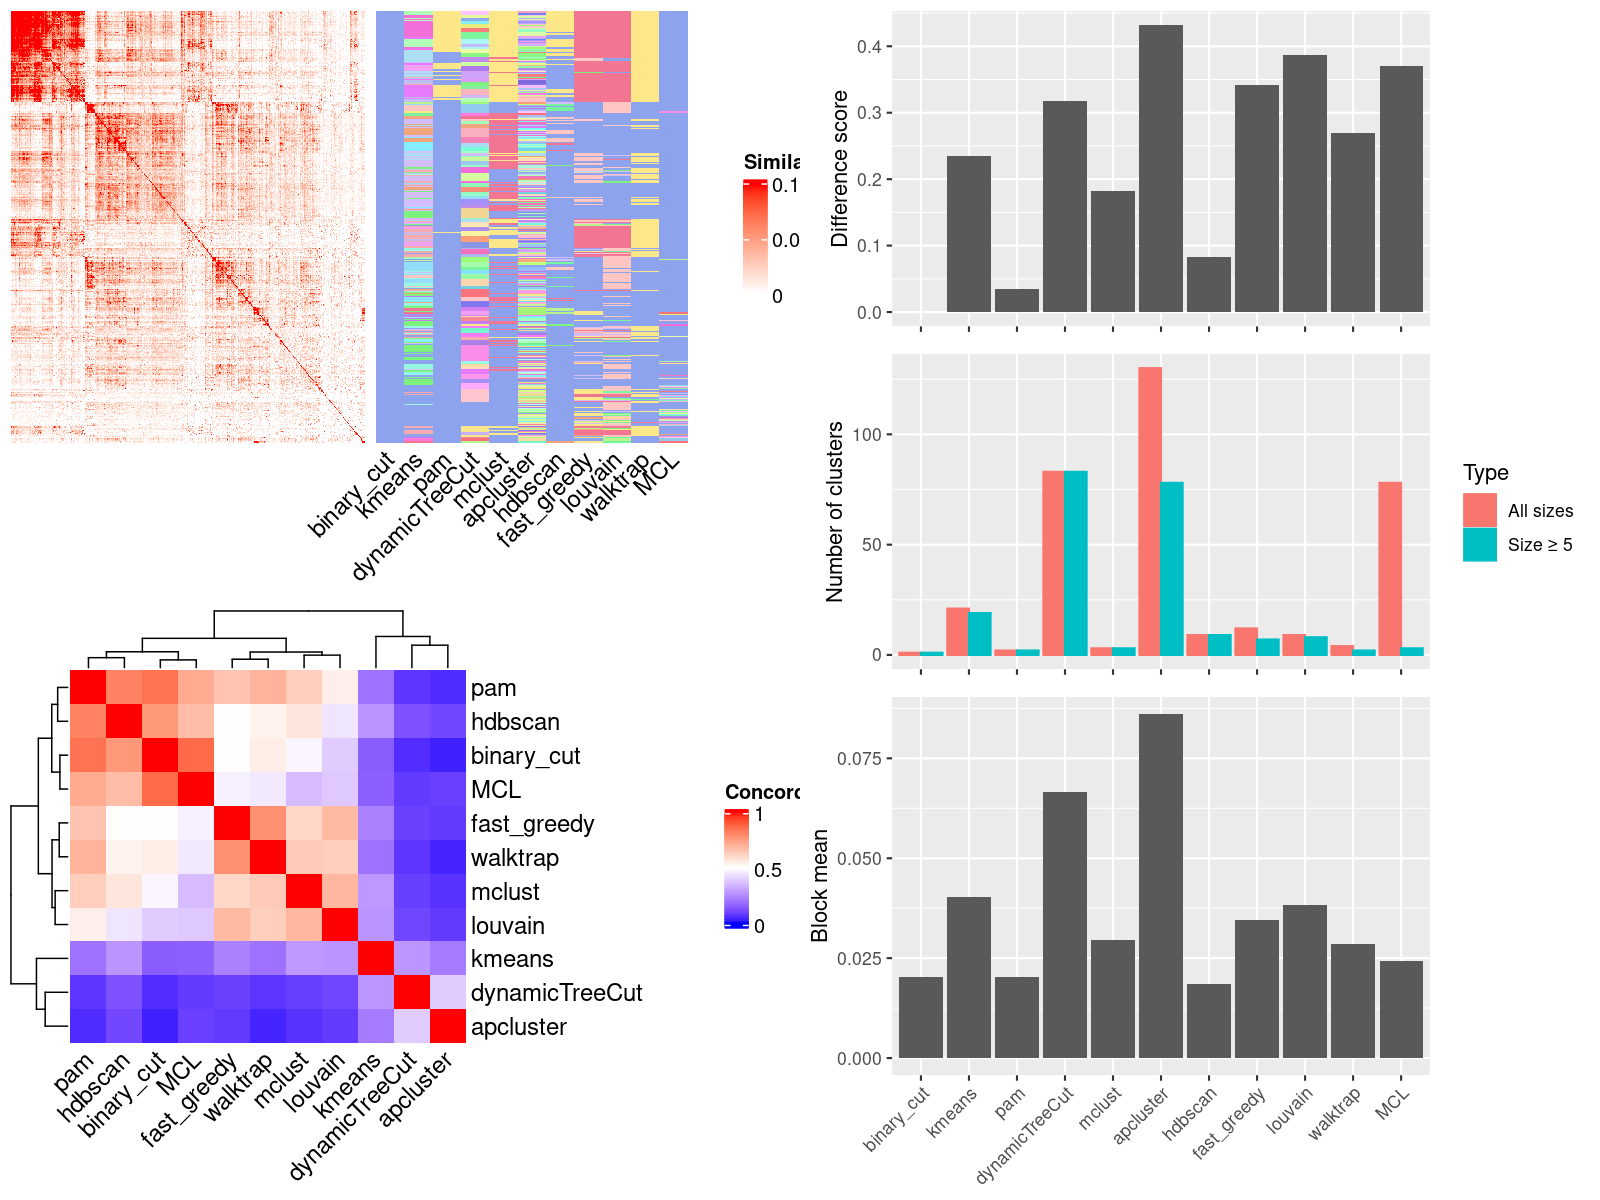 Simila
0.1
0.0
0
binary_cut
kmeans
pam
dynamicTreeCut
mclust
apcluster
hdbscan
fast_greedy
louvain
walktrap
MCL
pam
hdbscan
binary_cut
MCL
fast_greedy
walktrap
mclust
louvain
kmeans
dynamicTreeCut
apcluster
pam
hdbscan
binary_cut
MCL
fast_greedy
walktrap
mclust
louvain
kmeans
dynamicTreeCut
apcluster
Concord
1
0.5
0
Difference score
0.4
0.3
0.2
0.1
0.0
Number of clusters
100
50
0
Type
All sizes
Size ≥ 5
Block mean
0.075
0.050
0.025
0.000
binary_cut
kmeans
pam
dynamicTreeCut
mclust
apcluster
hdbscan
fast_greedy
louvain
walktrap
MCL